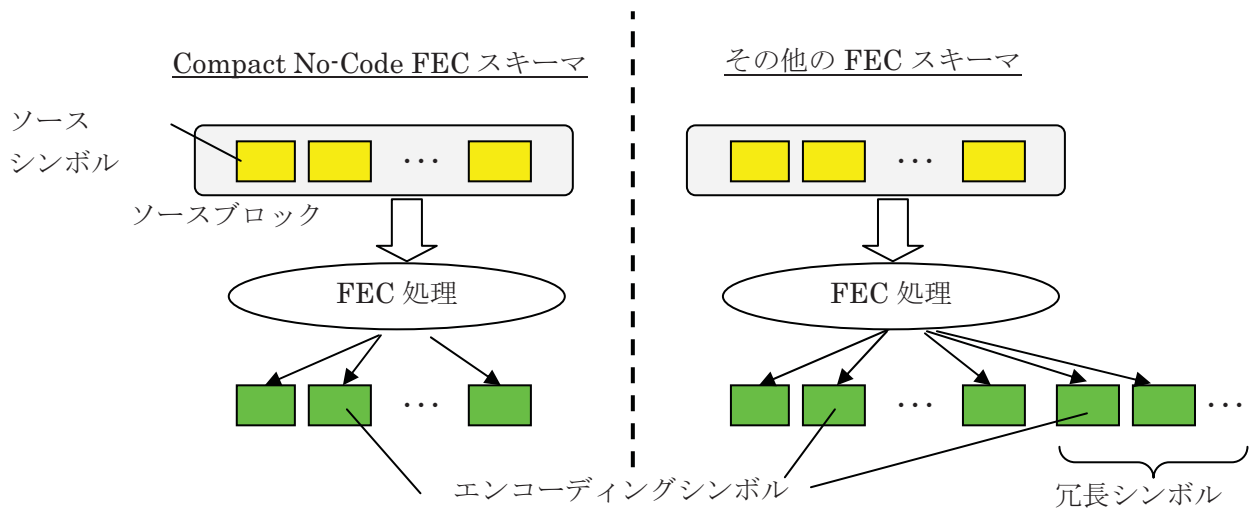 Compact No-Code FEC スキーマ
その他の FEC スキーマ
ソース
シンボル
…
…
ソースブロック
FEC 処理
FEC 処理
…
…
…
エンコーディングシンボル
冗長シンボル